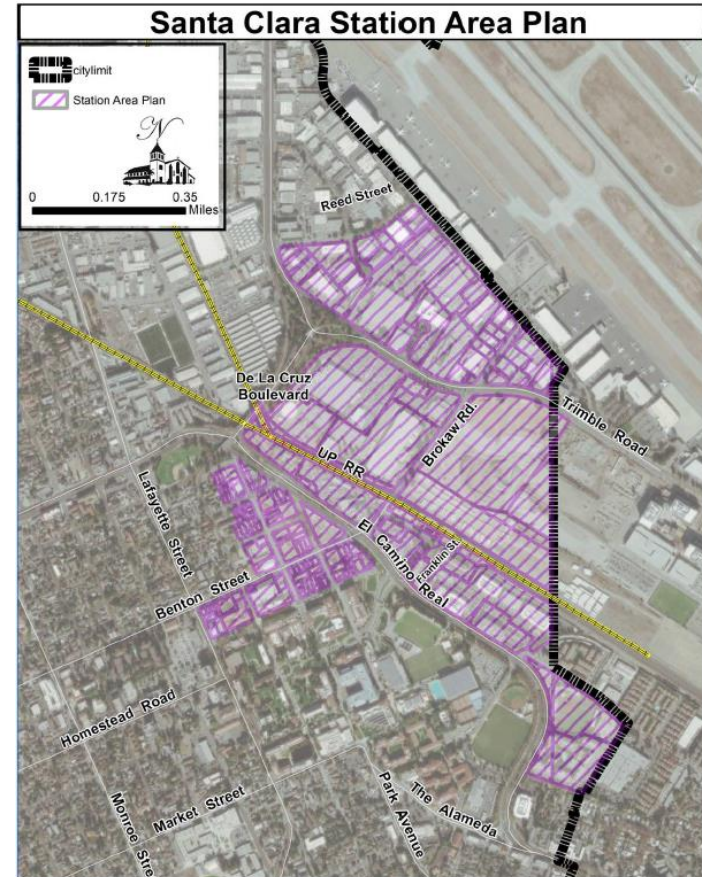 Santa Clara Station Area Plan
citylimit
Station Area Plan
N
0 0.175 0.35
Miles
Reed Street
De La Cruz
Boulevard
Trimble Road
Brokaw Rd.
UP RR
Lafayette Street
El Camino Real
Franklin St.
Benton Street
Homestead Road
Monroe Stre
Market Street
Park Avenue
The Alameda